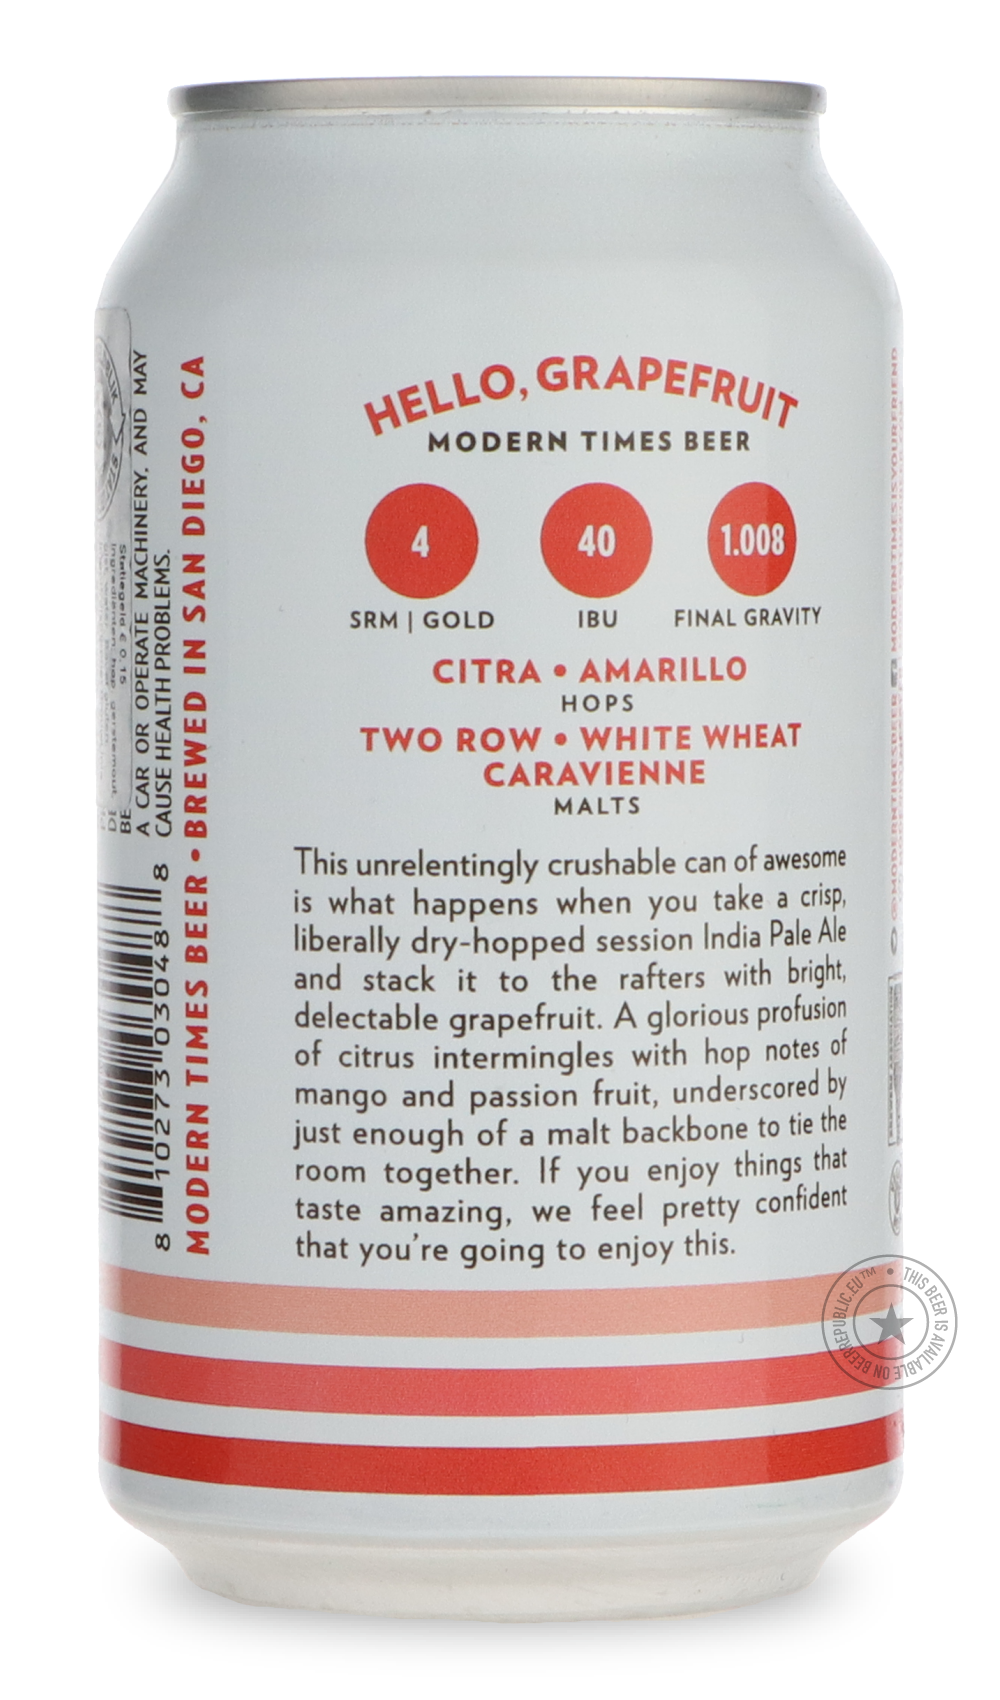 HELLO, GRAPEFRUIT
MODERN TIMES BEER
4
40
1.008
SRM | GOLD
IBU
FINAL GRAVITY
CITRA • AMARILLO
HOPS
TWO ROW • WHITE WHEAT
CARAVIENNE
MALTS
This unrelentingly crushable can of awesome
is what happens when you take a crisp,
liberally dry-hopped session India Pale Ale
and stack it to the rafters with bright,
delectable grapefruit. A glorious profusion
of citrus intermingles with hop notes of
mango and passion fruit, underscored by
just enough of a malt backbone to tie the
room together. If you enjoy things that
taste amazing, we feel pretty confident
that you're going to enjoy this.
A CAR OR OPERATE MACHINERY, AND MAY
CAUSE HEALTH PROBLEMS.
MODERN TIMES BEER • BREWED IN SAN DIEGO, CA
8 10273 03048 8
Statiegeld € 0,15
MODERNTIMESBEER MODERNTIMESISYOURFRIEND
THIS BEER IS AVAILABLE ON BEERREPUBLIC.EU™